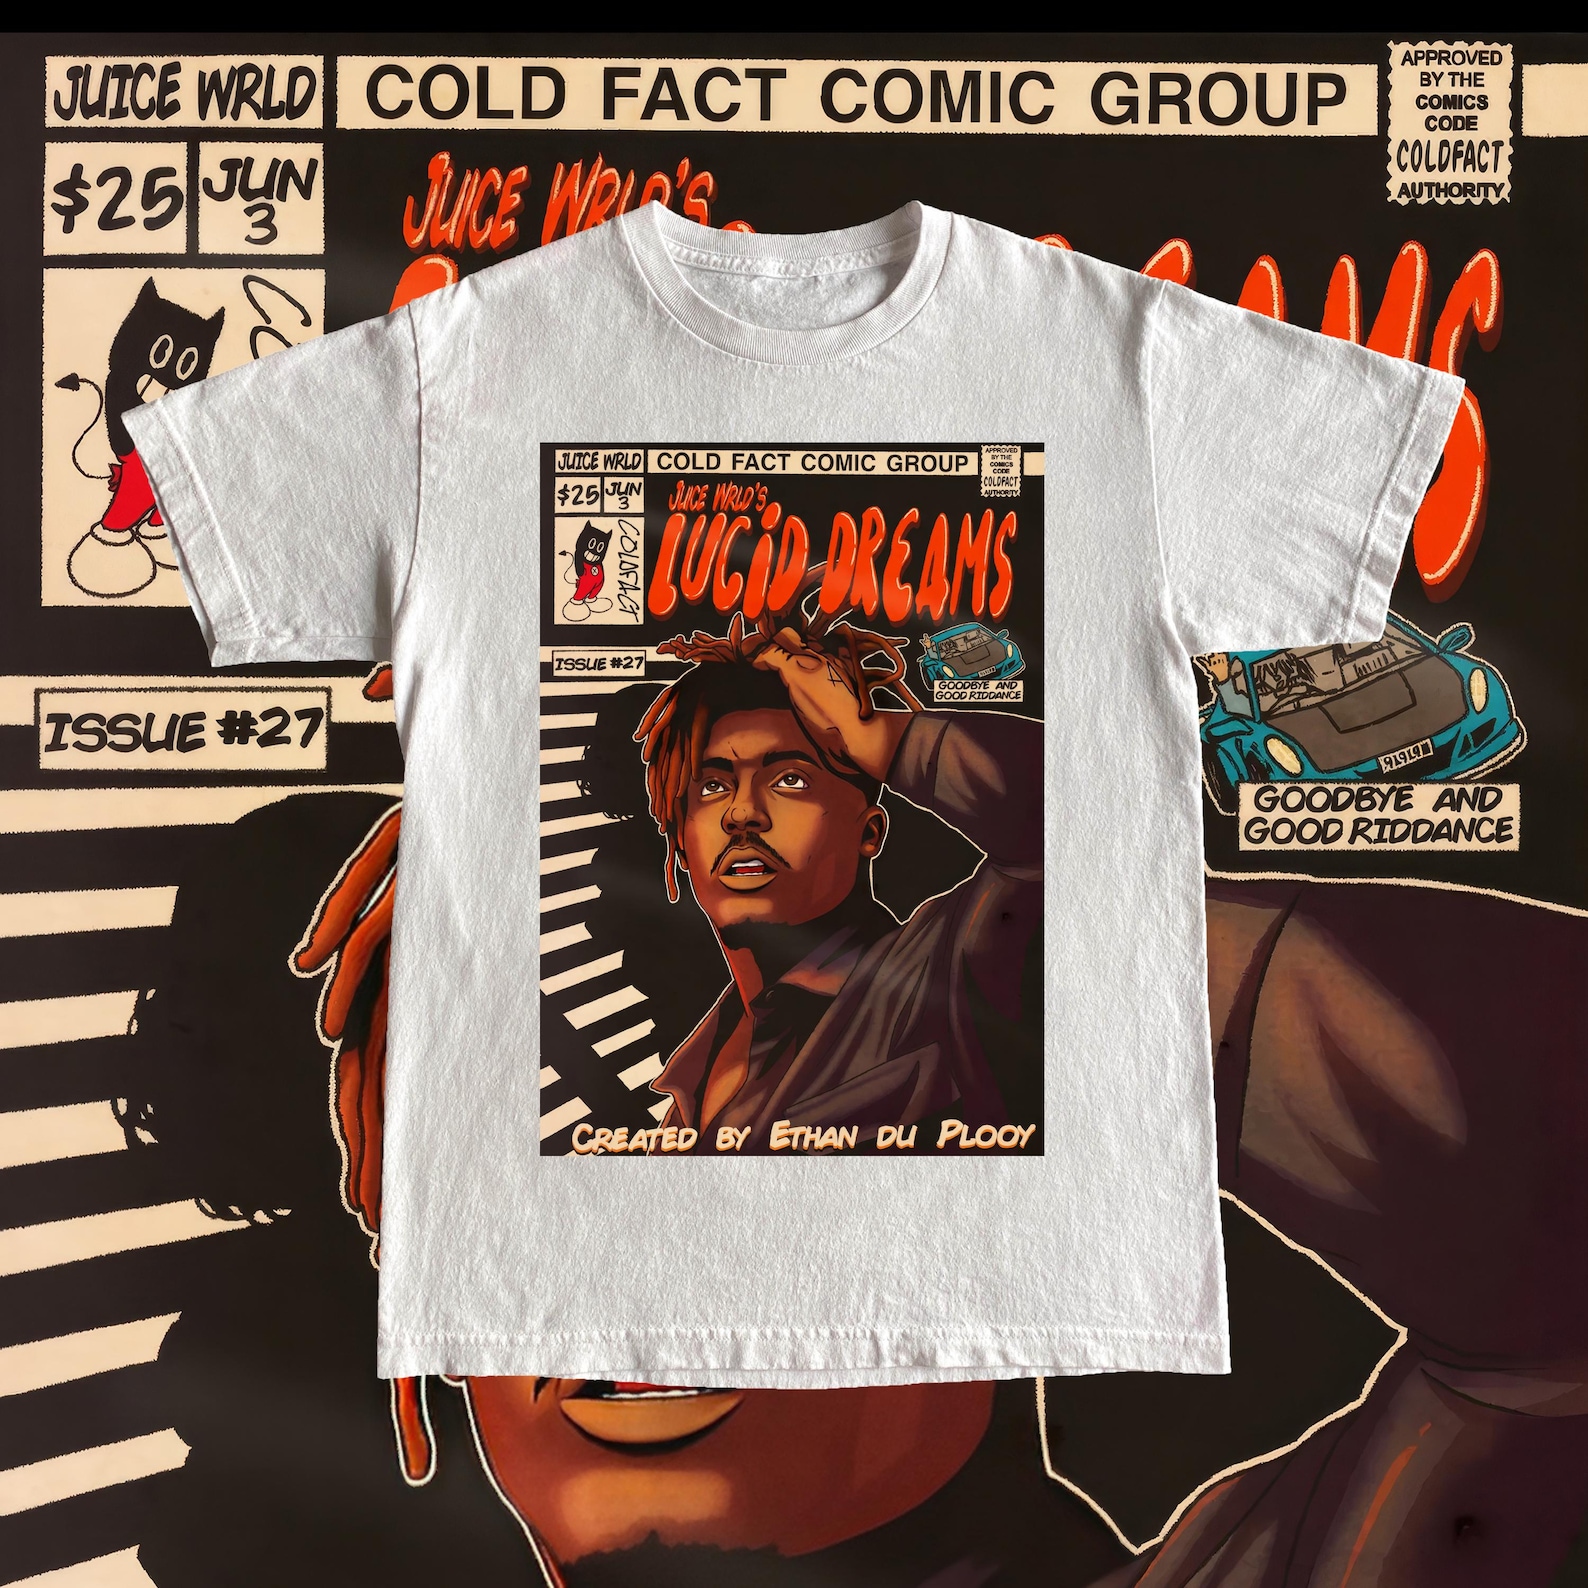 JUICE WRLD
COLD FACT COMIC GROUP
APPROVED
BY THE
COMICS
CODE
COLDFACT
AUTHORITY
$25
JUN
3
JUICE WRLD'S
ISSUE #27
GOODBYE AND
GOOD RIDDANCE
JUICE WRLD
COLD FACT COMIC GROUP
APPROVED
BY THE
COMICS
CODE
COLDFACT
AUTHORITY
$25
JUN
3
JUICE WRLD'S
LUCiD DREAMS
COLDFACT
ISSUE #27
GOODBYE AND
GOOD RIDDANCE
CREATED BY ETHAN DU PLOOY